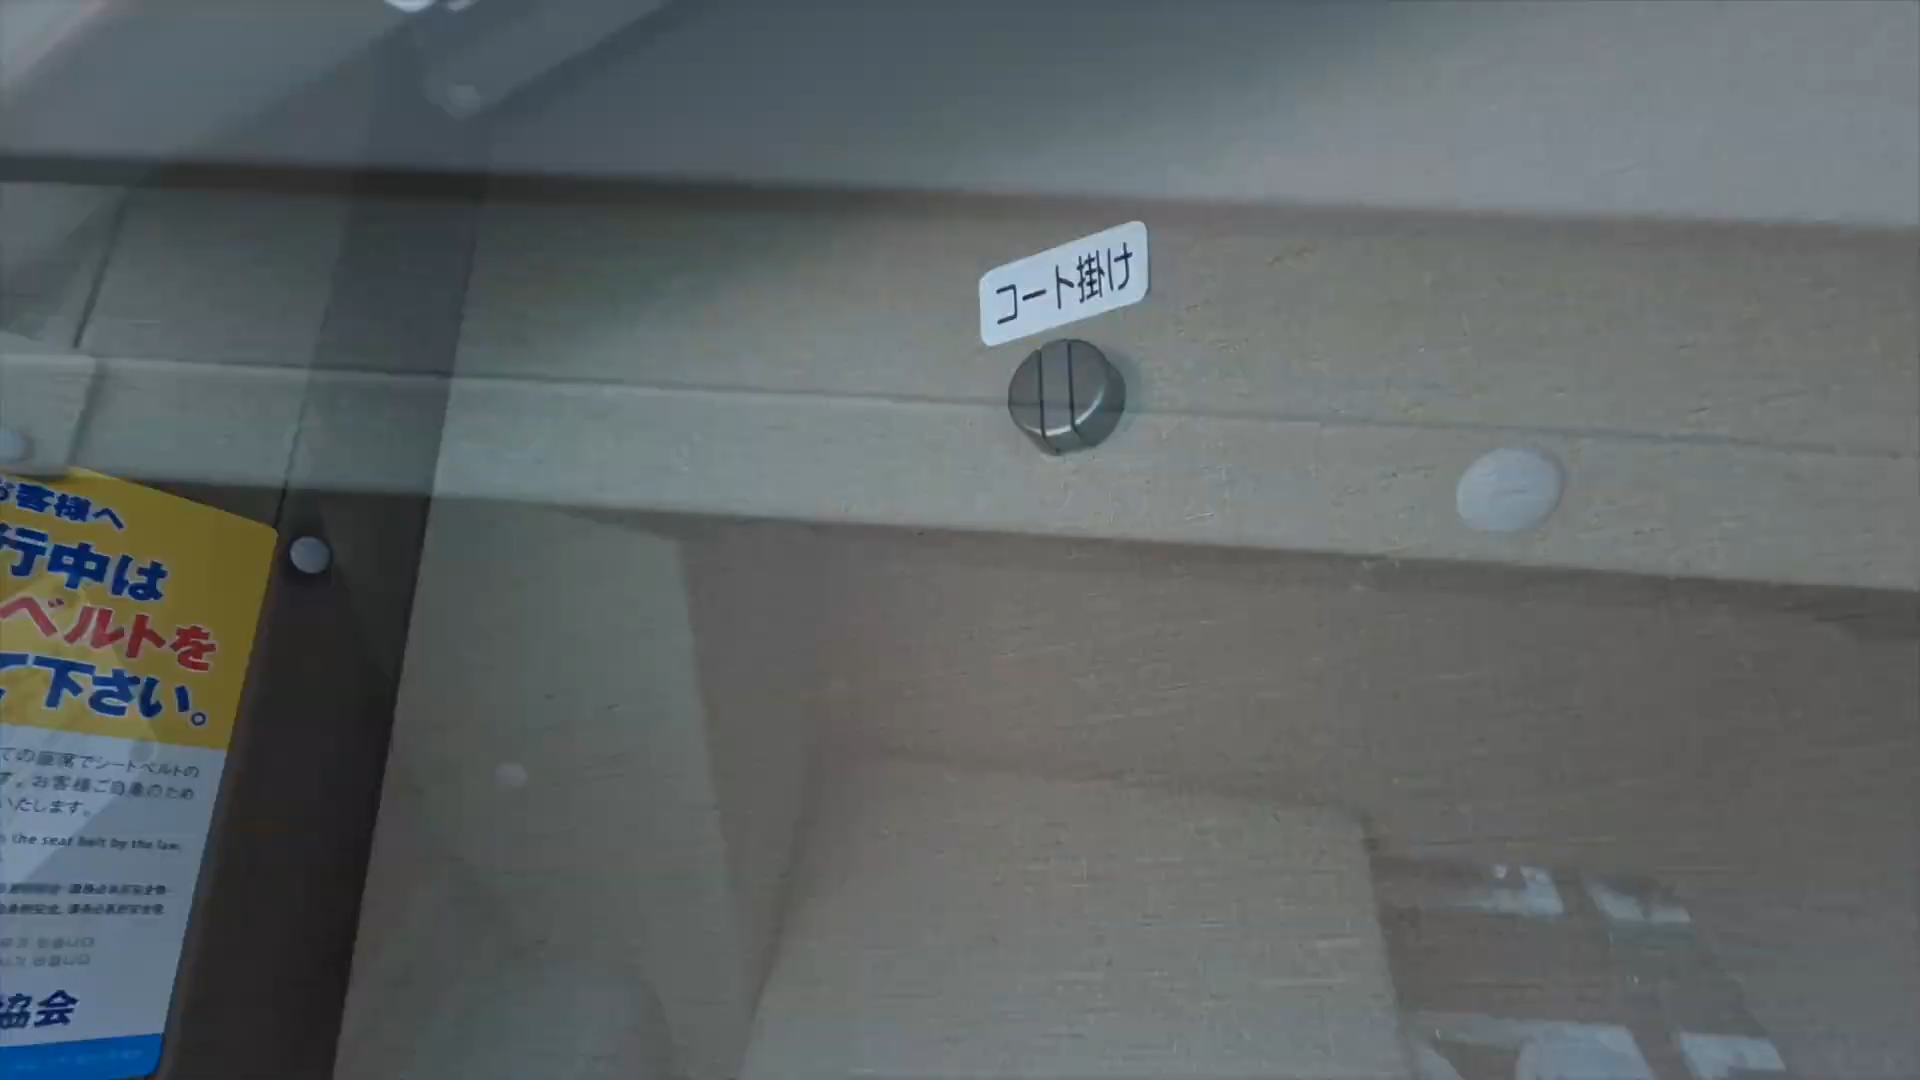 コート掛け
お客様へ
行中は
ベルトを
て下さい。
ての座席でシートベルトの
す。お客様ご自身のため
いたします。
the seat belt by the law.
協会